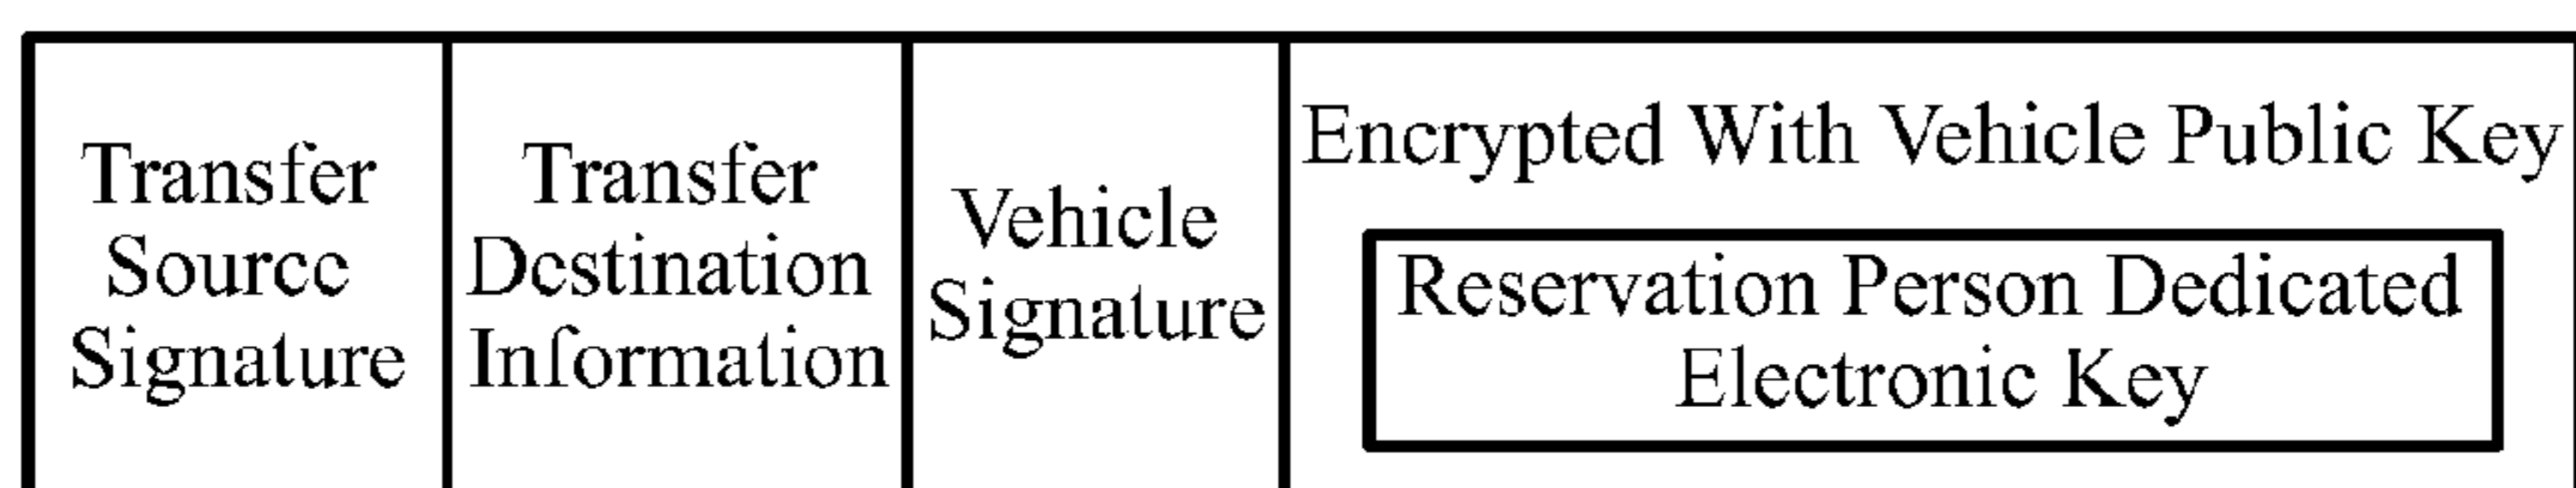 Transfer
Source
Signature
Transfer
Destination
Information
Vehicle
Signature
Encrypted With Vehicle Public Key
Reservation Person Dedicated
Electronic Key